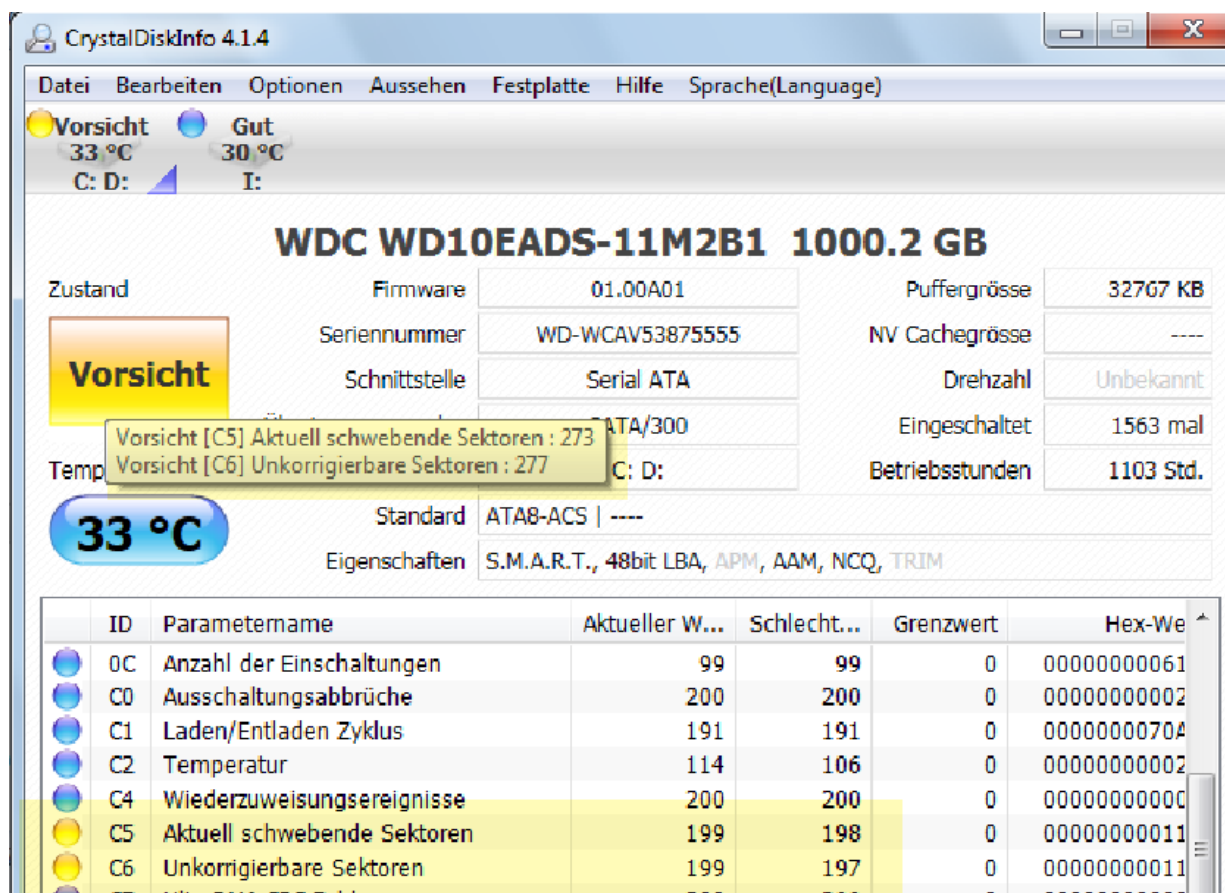 CrystalDiskInfo 4.1.4
Datei Bearbeiten Optionen Aussehen Festplatte Hilfe Sprache(Language)
Vorsicht Gut
33 °C 30 °C
C: D: I:
WDC WD10EADS-11M2B1 1000.2 GB
Zustand Firmware 01.00A01 Puffergrösse 32767 KB
Seriennummer WD-WCAV53875555 NV Cachegrösse ----
Vorsicht Schnittstelle Serial ATA Drehzahl Unbekannt
ATA/300 Eingeschaltet 1563 mal
Vorsicht [C5] Aktuell schwebende Sektoren : 273
Vorsicht [C6] Unkorrigierbare Sektoren : 277
Temp C: D: Betriebsstunden 1103 Std.
33 °C Standard ATA8-ACS | ----
Eigenschaften S.M.A.R.T., 48bit LBA, APM, AAM, NCQ, TRIM
ID Parametername Aktueller W... Schlecht... Grenzwert Hex-We
0C Anzahl der Einschaltungen 99 99 0 00000000061
C0 Ausschaltungsabbrüche 200 200 0 00000000002
C1 Laden/Entladen Zyklus 191 191 0 0000000070A
C2 Temperatur 114 106 0 00000000002
C4 Wiederzuweisungsereignisse 200 200 0 00000000000
C5 Aktuell schwebende Sektoren 199 198 0 00000000011
C6 Unkorrigierbare Sektoren 199 197 0 00000000011